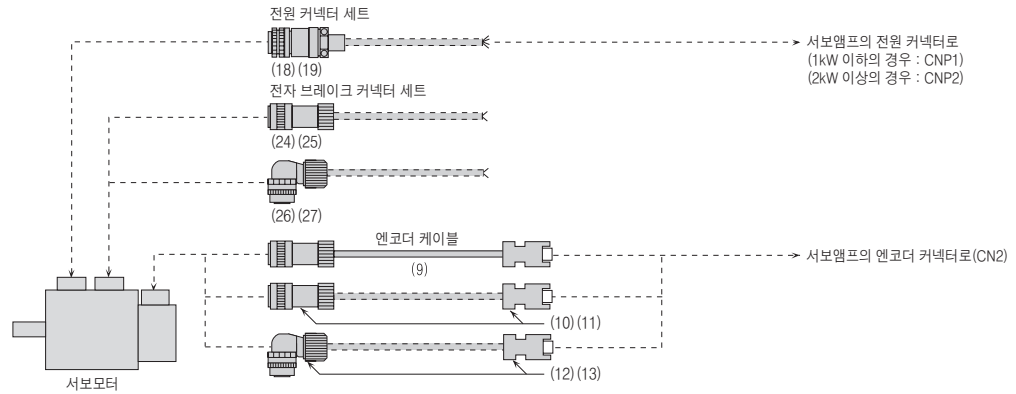 전원 커넥터 세트
(18) (19)
서보앰프의 전원 커넥터로
(1kW 이하의 경우 : CNP1)
(2kW 이상의 경우 : CNP2)
전자 브레이크 커넥터 세트
(24) (25)
(26) (27)
엔코더 케이블
(9)
서보앰프의 엔코더 커넥터로(CN2)
(10) (11)
(12) (13)
서보모터